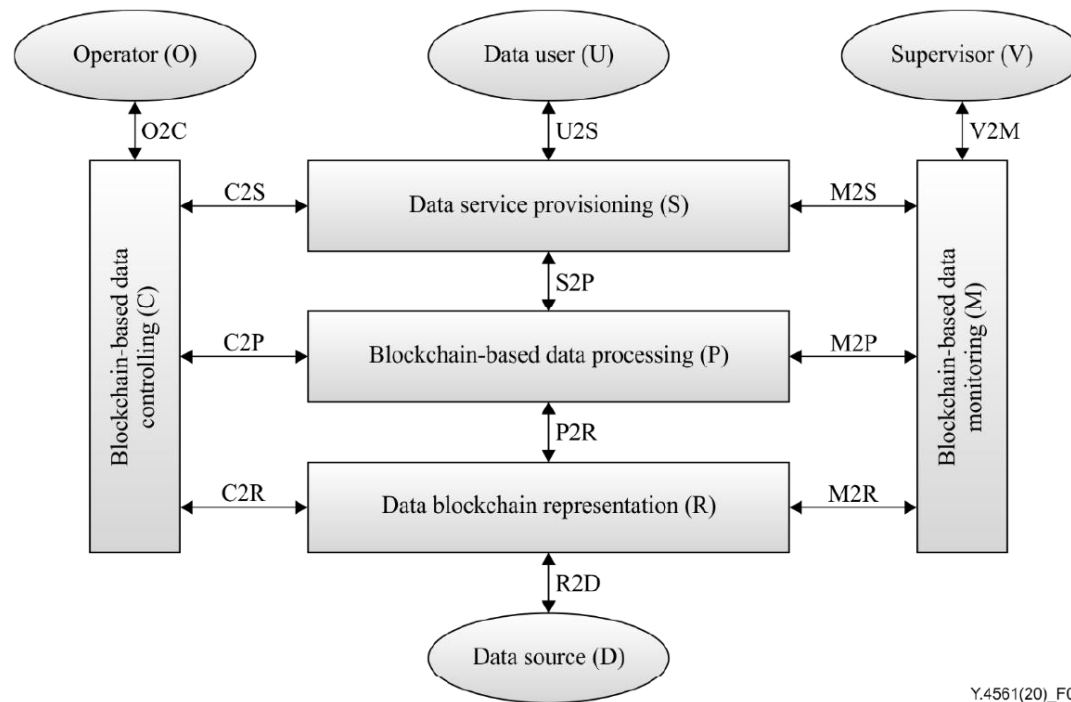 Operator (O)
Data user (U)
Supervisor (V)
O2C
U2S
V2M
C2S
Data service provisioning (S)
M2S
S2P
Blockchain-based data
controlling (C)
C2P
Blockchain-based data processing (P)
M2P
Blockchain-based data
monitoring (M)
P2R
C2R
Data blockchain representation (R)
M2R
R2D
Data source (D)
Y.4561(20)_F0